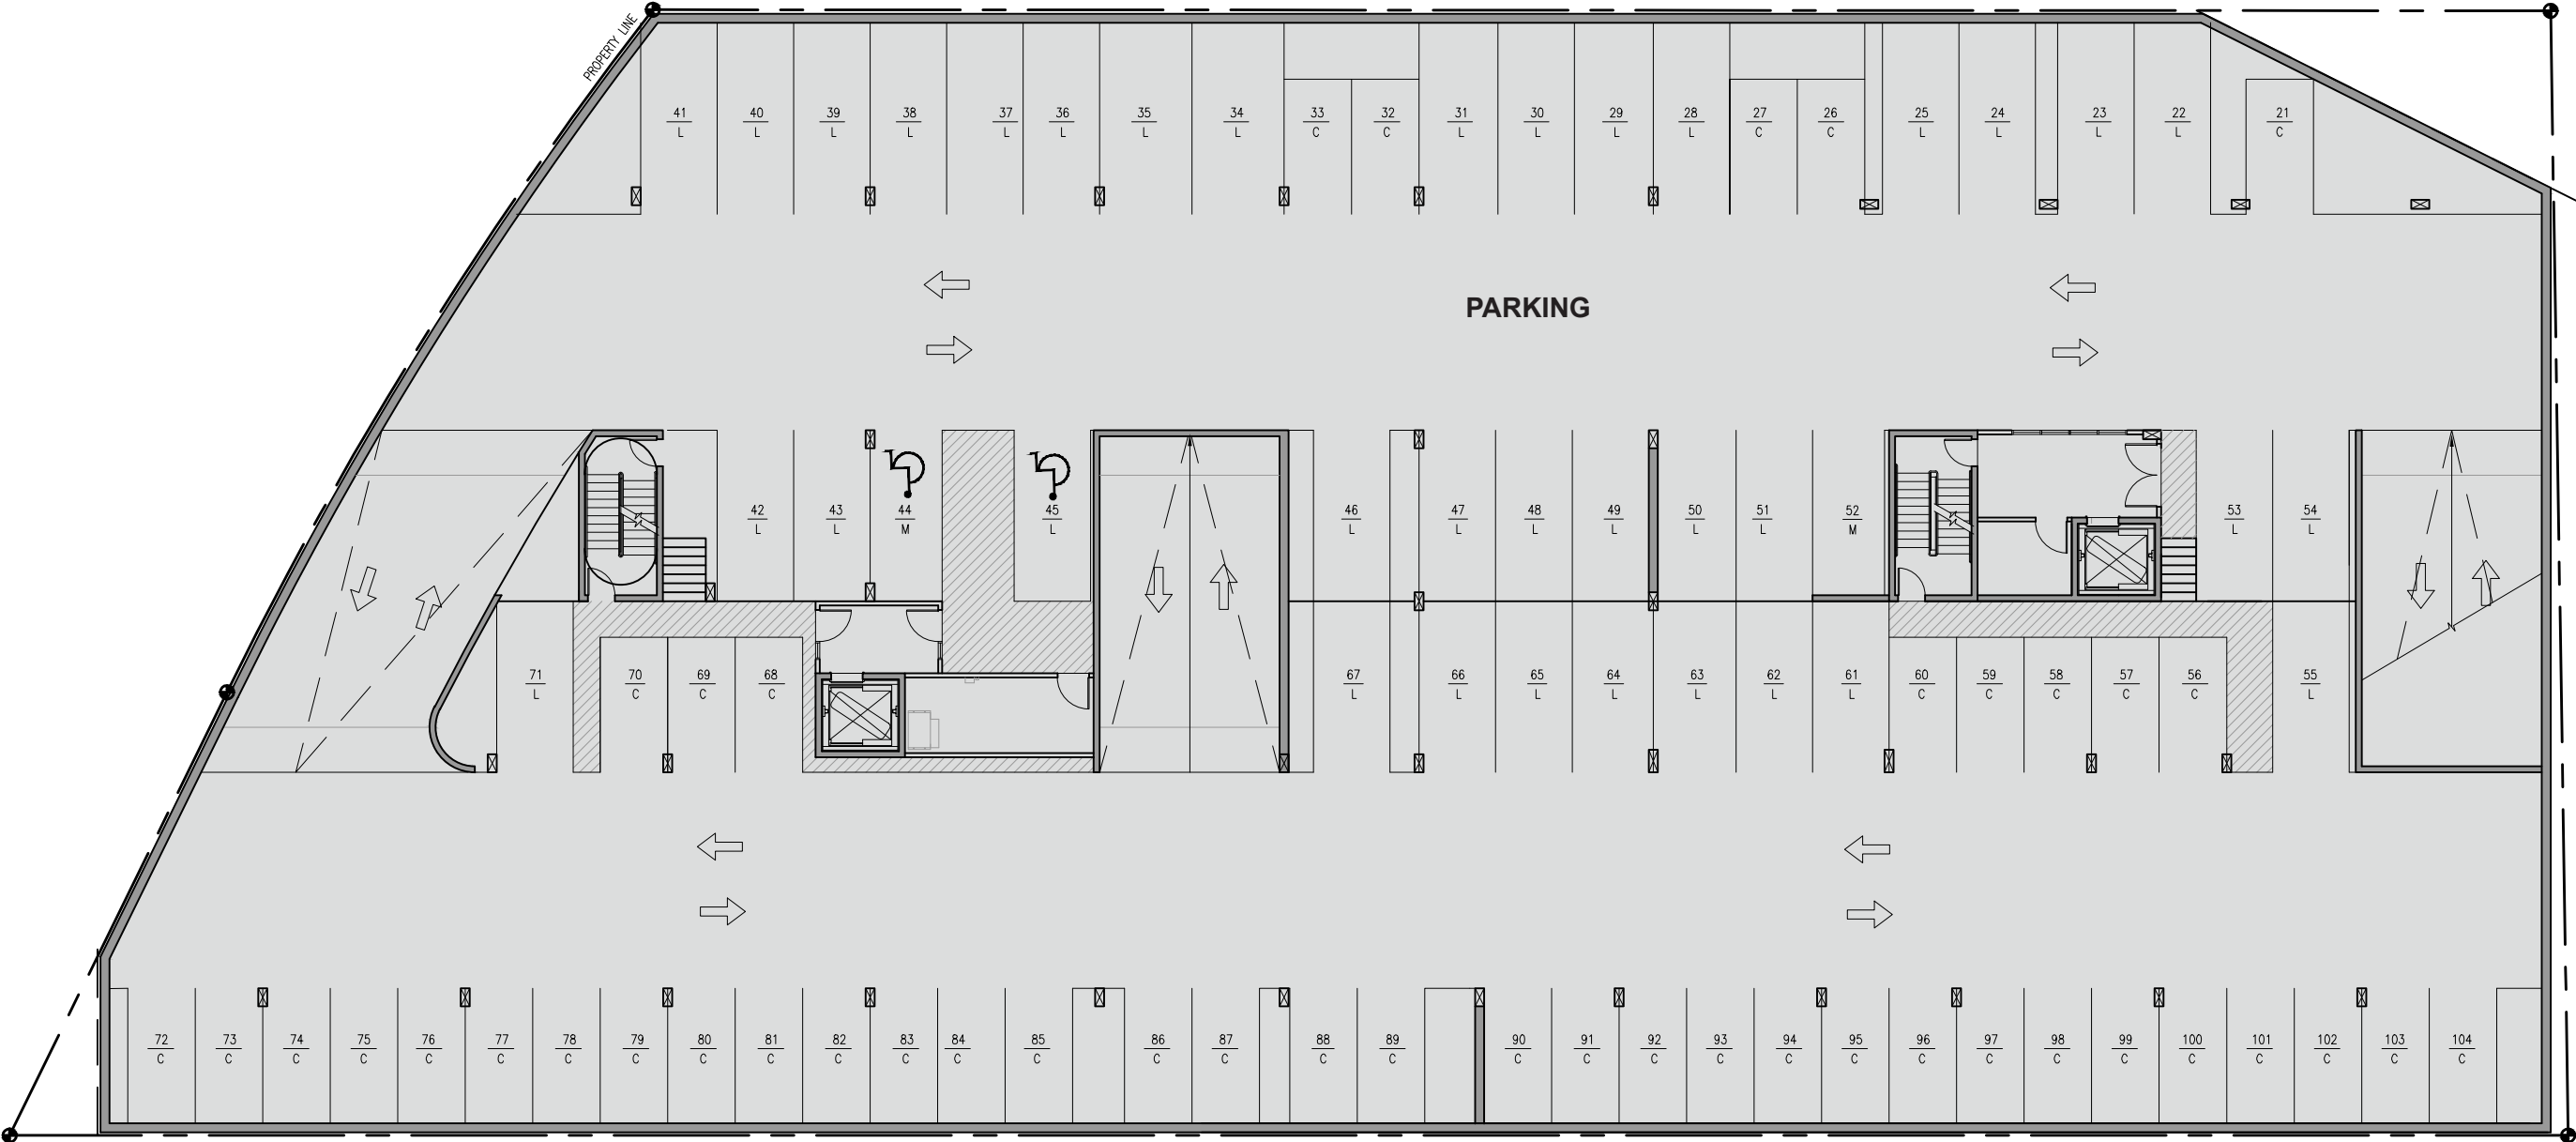 PROPERTY LINE
41 40 39 38 37 36 35 34 33 32 31 30 29 28 27 26 25 24 23 22 21
L L L L L L L L C C L L L L C C L L L L C
PARKING
42 43 44 45 46 47 48 49 50 51 52 53 54
L L M L L L L L L L M L L
71 70 69 68 67 66 65 64 63 62 61 60 59 58 57 56 55
L C C C L L L L L L L C C C C C L
72 73 74 75 76 77 78 79 80 81 82 83 84 85 86 87 88 89 90 91 92 93 94 95 96 97 98 99 100 101 102 103 104
C C C C C C C C C C C C C C C C C C C C C C C C C C C C C C C C C